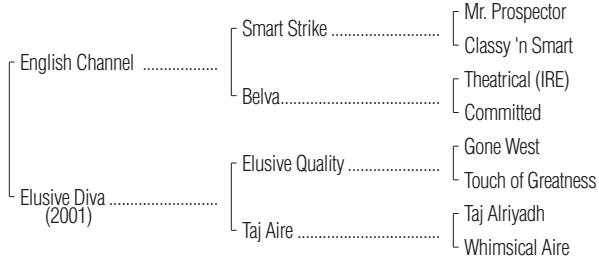 Mr. Prospector
Smart Strike ....................
Classy 'n Smart
English Channel ..................
Theatrical (IRE)
Belva.............................
Committed
Gone West
Elusive Quality .................
Touch of Greatness
Elusive Diva .....................
(2001)
Taj Alriyadh
Taj Aire ..........................
Whimsical Aire